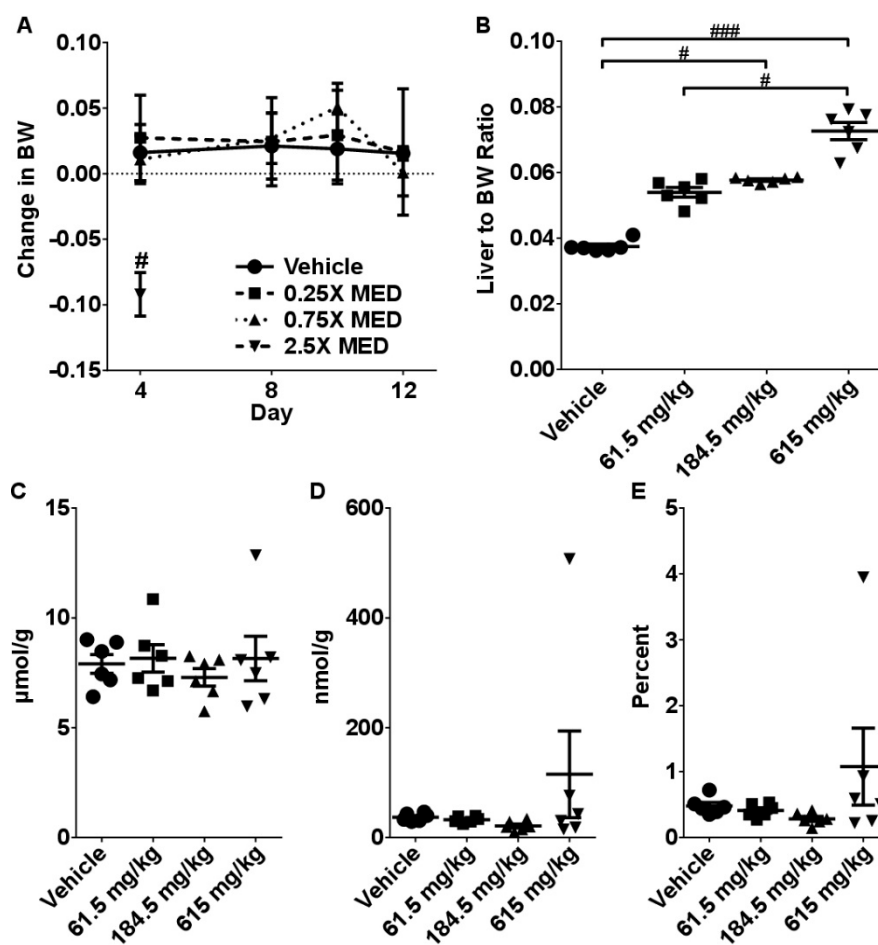 A
0.10
0.05
0.00
-0.05
-0.10
-0.15
Change in BW
#
Vehicle
0.25X MED
0.75X MED
2.5X MED
4
8
12
Day
B
###
#
#
0.10
0.08
0.06
0.04
0.02
0.00
Liver to BW Ratio
Vehicle
61.5 mg/kg
184.5 mg/kg
615 mg/kg
C
15
10
5
0
µmol/g
Vehicle
61.5 mg/kg
184.5 mg/kg
615 mg/kg
D
600
400
200
0
nmol/g
Vehicle
61.5 mg/kg
184.5 mg/kg
615 mg/kg
E
5
4
3
2
1
0
Percent
Vehicle
61.5 mg/kg
184.5 mg/kg
615 mg/kg